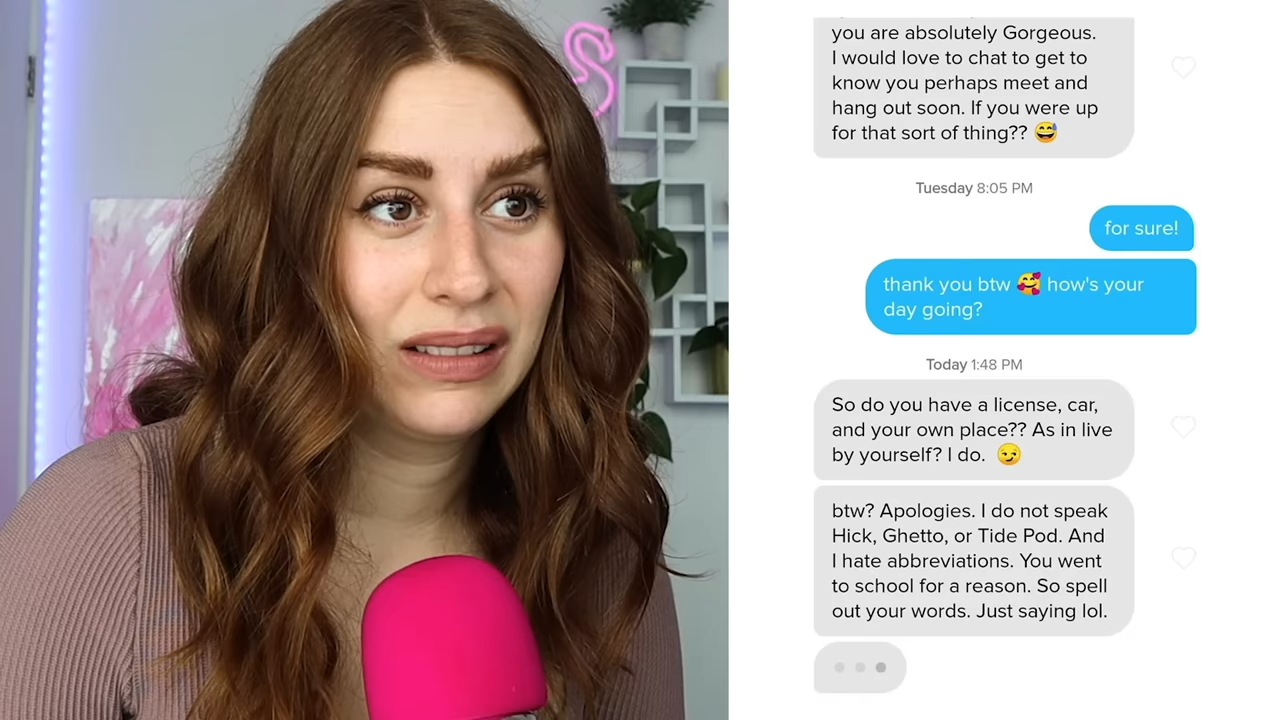 you are absolutely Gorgeous.
I would love to chat to get to
know you perhaps meet and
hang out soon. If you were up
for that sort of thing?? 😅
Tuesday 8:05 PM
for sure!
thank you btw 🥰 how's your
day going?
Today 1:48 PM
So do you have a license, car,
and your own place?? As in live
by yourself? I do. 😏
btw? Apologies. I do not speak
Hick, Ghetto, or Tide Pod. And
I hate abbreviations. You went
to school for a reason. So spell
out your words. Just saying lol.